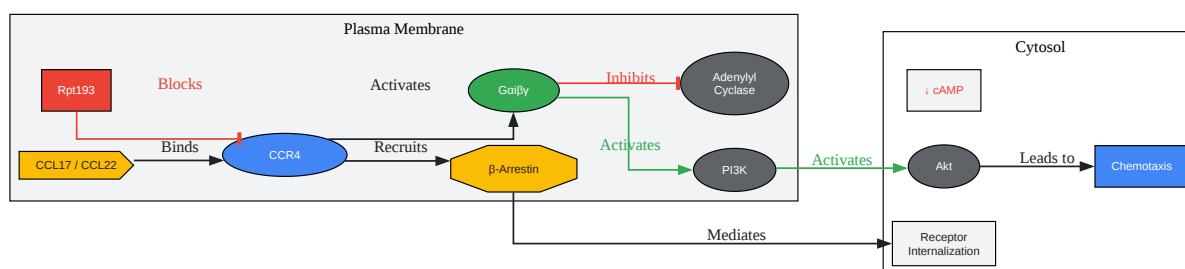 Plasma Membrane
Cytosol
Rpt193
Blocks
Activates
Gαiβγ
Inhibits
Adenylyl
Cyclase
↓ cAMP
CCL17 / CCL22
Binds
CCR4
Recruits
β-Arrestin
Activates
PI3K
Activates
Akt
Leads to
Chemotaxis
Mediates
Receptor
Internalization